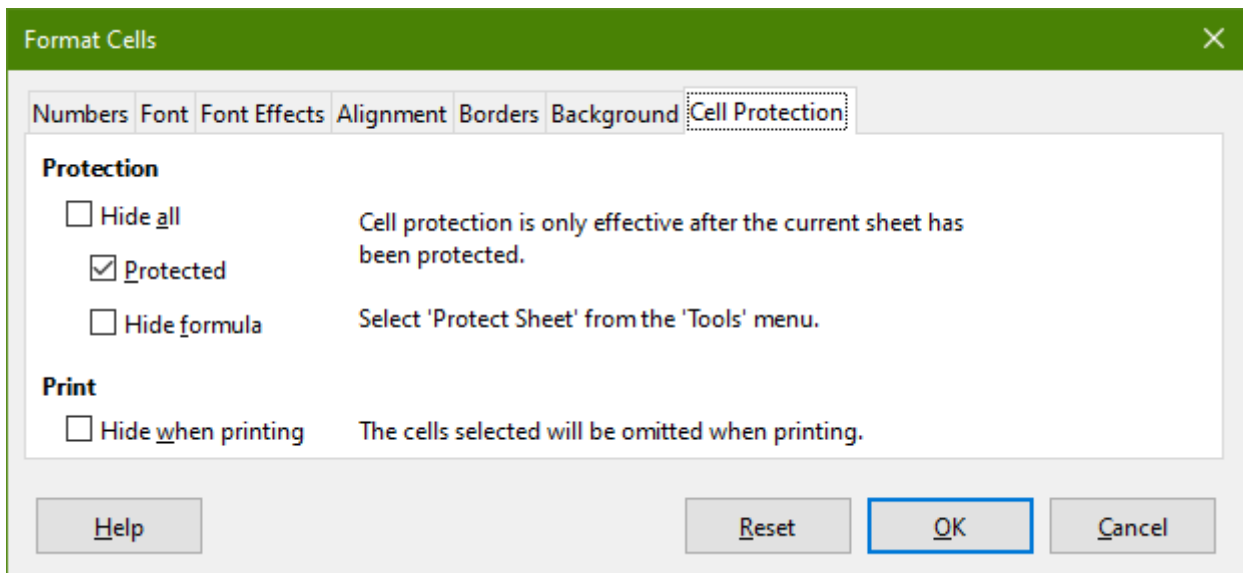 Format Cells
Numbers Font Font Effects Alignment Borders Background Cell Protection
Protection
Hide all
Cell protection is only effective after the current sheet has
been protected.
Protected
Hide formula
Select 'Protect Sheet' from the 'Tools' menu.
Print
Hide when printing
The cells selected will be omitted when printing.
Help
Reset
OK
Cancel